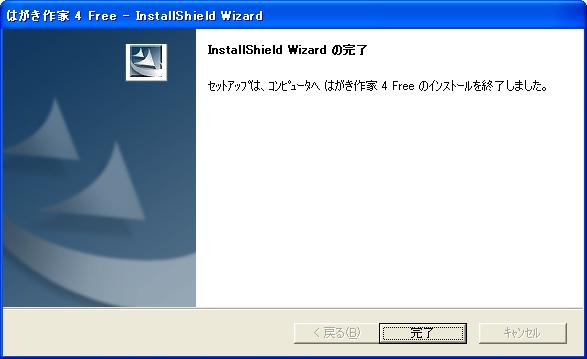 はがき作家 4 Free - InstallShield Wizard
InstallShield Wizard の完了
セットアップは、コンピュータへ はがき作家 4 Free のインストールを終了しました。
< 戻る(B)
完了
キャンセル